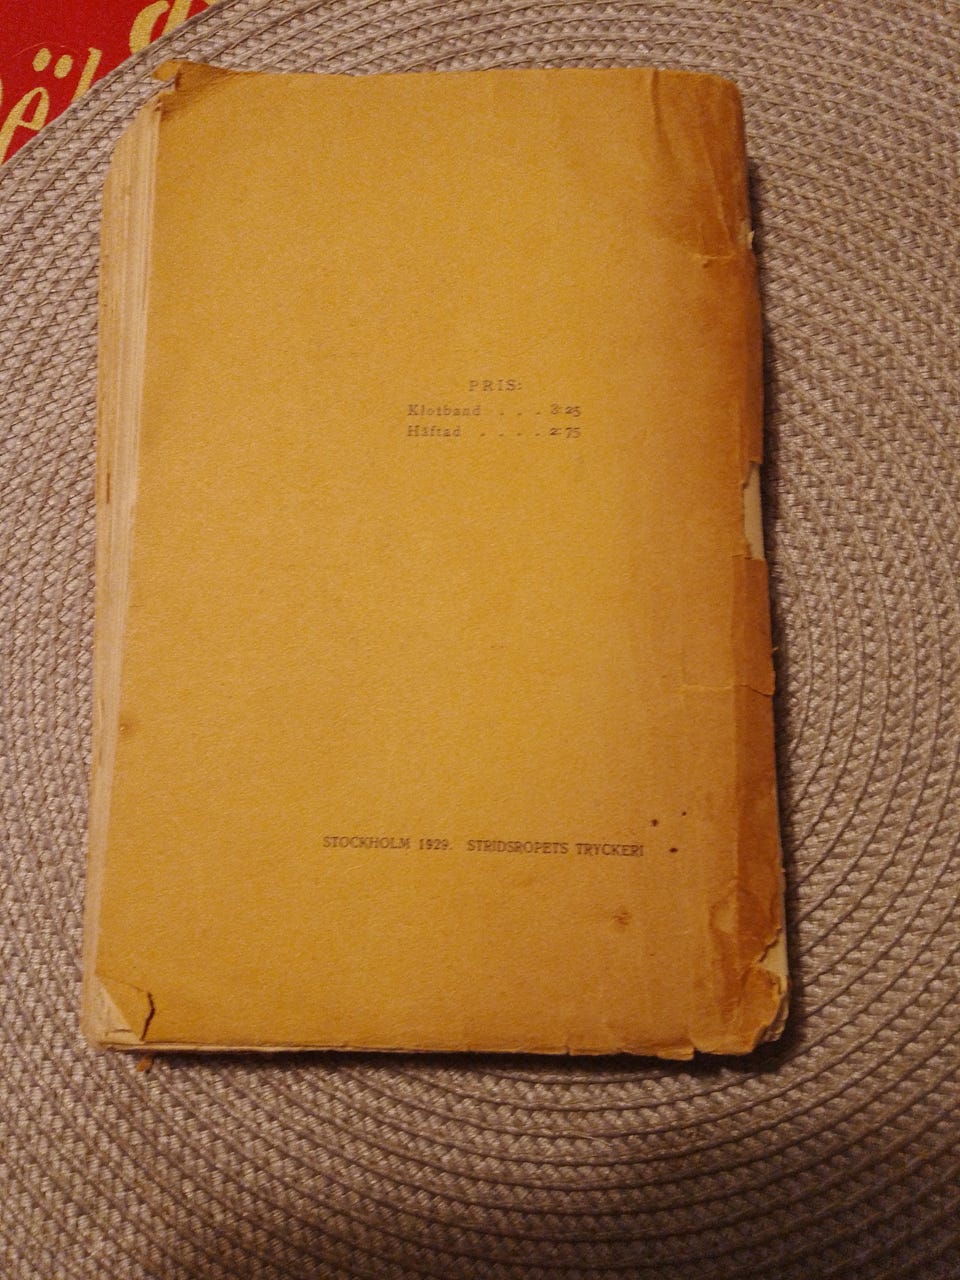 PRIS:
Klotband . . . 3: 25
Häftad . . . . 2: 75
STOCKHOLM 1929. STRIDSROPETS TRYCKERI